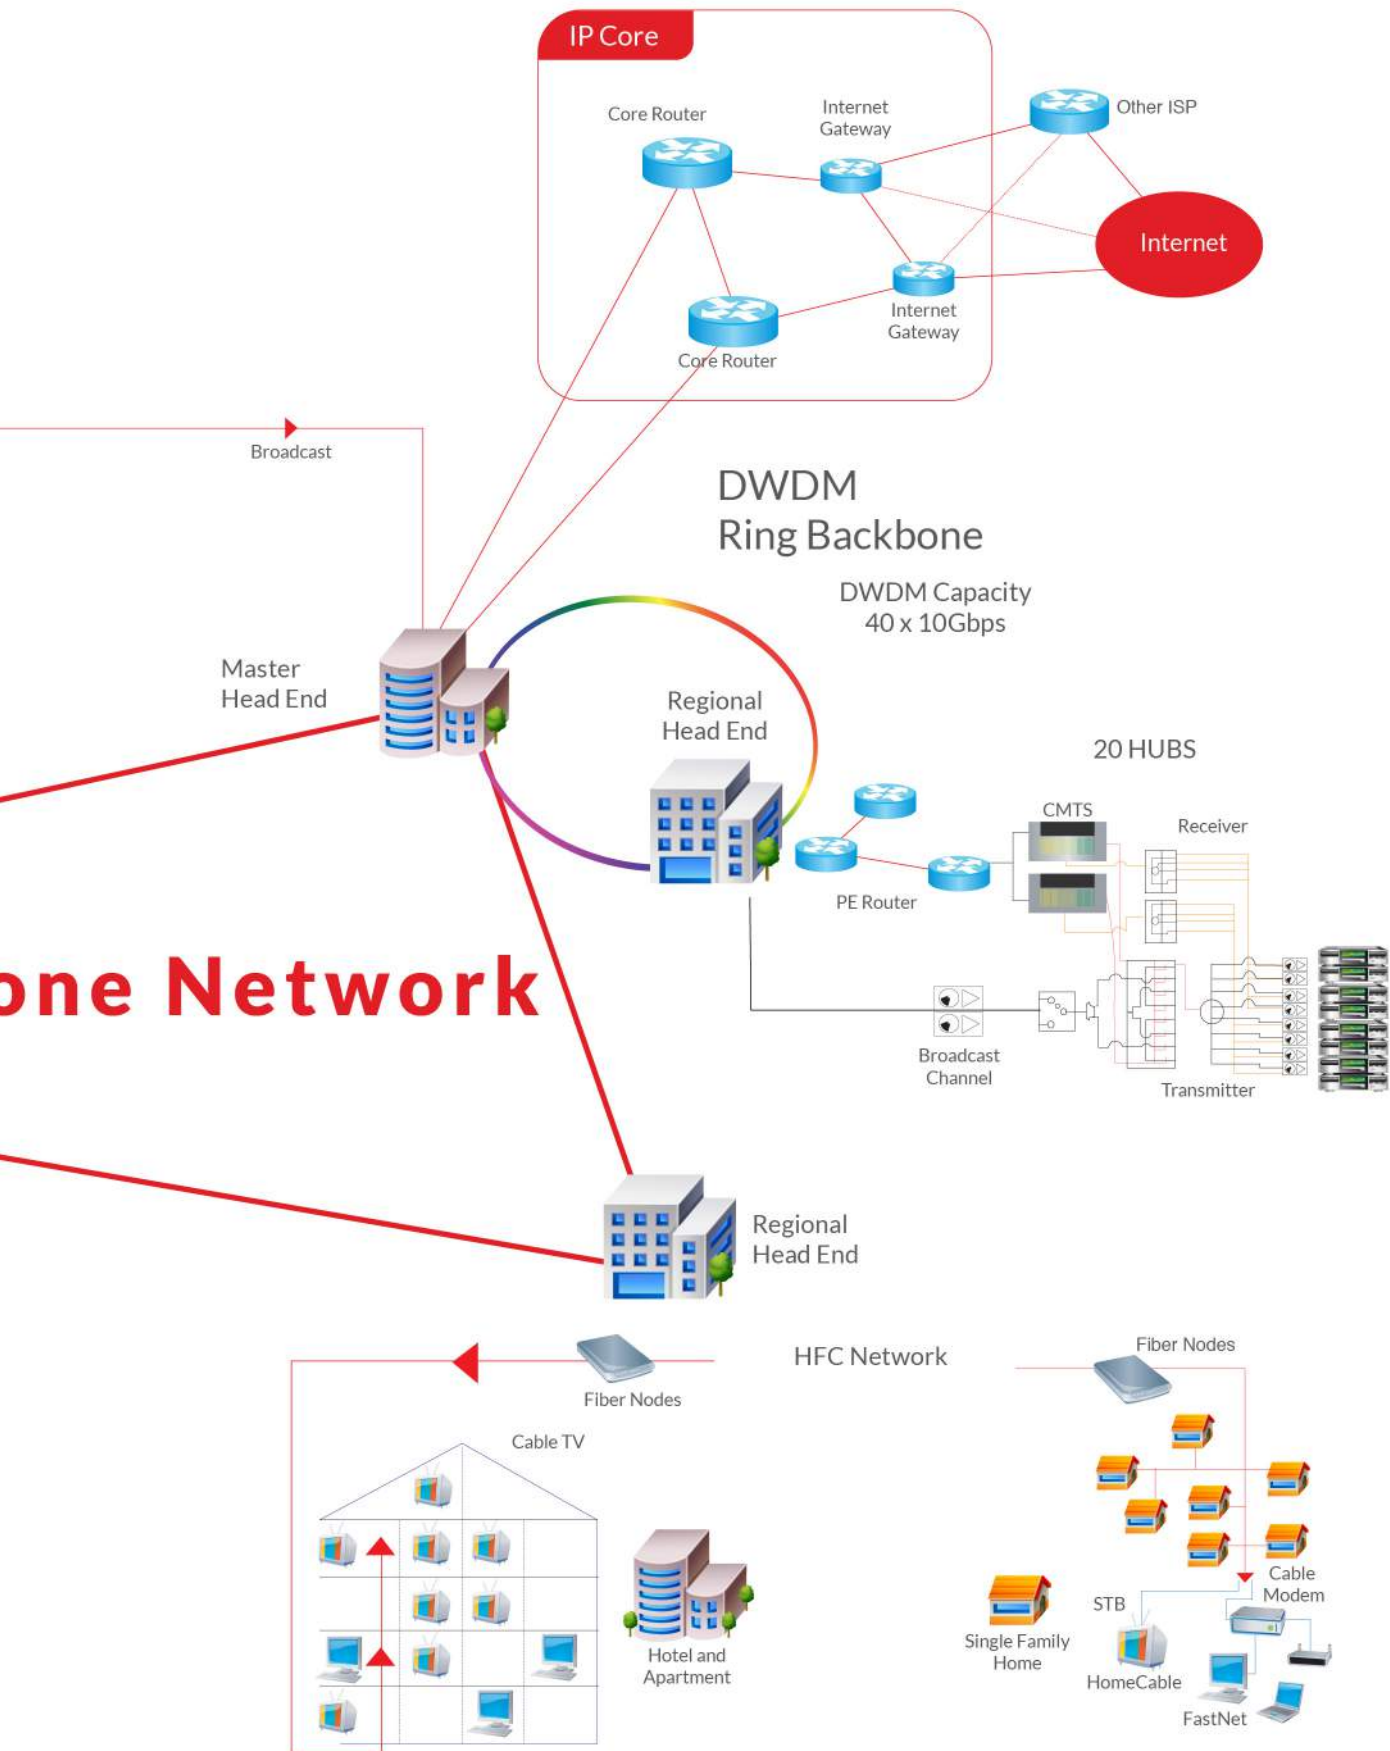 IP Core
Core Router
Internet
Gateway
Other ISP
Internet
Internet
Gateway
Core Router
Broadcast
DWDM
Ring Backbone
DWDM Capacity
40 x 10Gbps
Master
Head End
Regional
Head End
20 HUBS
CMTS
Receiver
PE Router
one Network
Broadcast
Channel
Transmitter
Regional
Head End
HFC Network
Fiber Nodes
Fiber Nodes
Cable TV
Hotel and
Apartment
Single Family
Home
Cable
Modem
STB
HomeCable
FastNet